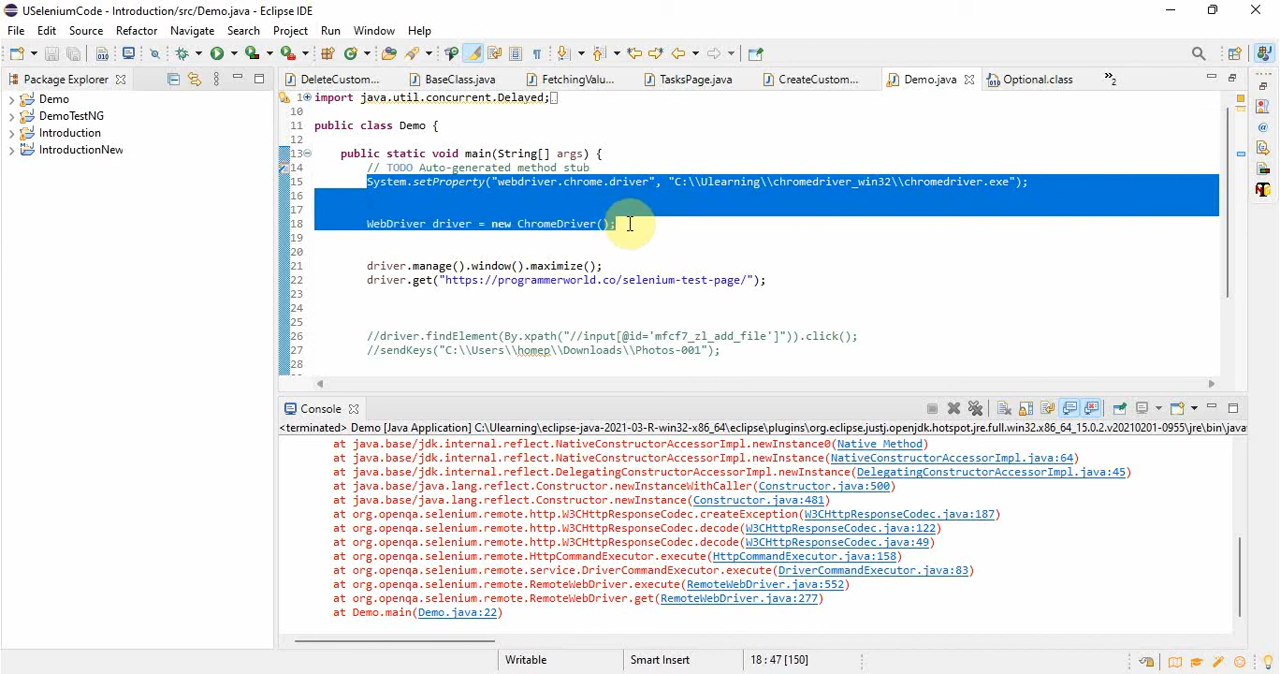 USeleniumCode - Introduction/src/Demo.java - Eclipse IDE
File Edit Source Refactor Navigate Search Project Run Window Help
Package Explorer
DeleteCustom... BaseClass.java FetchingValu... TasksPage.java CreateCustom... Demo.java Optional.class »2
Demo
DemoTestNG
Introduction
IntroductionNew
1 import java.util.concurrent.Delayed;
10
11 public class Demo {
12
13 public static void main(String[] args) {
14 // TODO Auto-generated method stub
15 System.setProperty("webdriver.chrome.driver", "C:\\Ulearning\\chromedriver_win32\\chromedriver.exe");
16
17
18 WebDriver driver = new ChromeDriver();
19
20
21 driver.manage().window().maximize();
22 driver.get("https://programmerworld.co/selenium-test-page/");
23
24
25
26 //driver.findElement(By.xpath("//input[@id='mfcf7_zl_add_file']")).click();
27 //sendKeys("C:\\Users\\homep\\Downloads\\Photos-001");
28
Console
<terminated> Demo [Java Application] C:\Ulearning\eclipse-java-2021-03-R-win32-x86_64\eclipse\plugins\org.eclipse.justj.openjdk.hotspot.jre.full.win32.x86_64_15.0.2.v20210201-0955\jre\bin\javaw
at java.base/jdk.internal.reflect.NativeConstructorAccessorImpl.newInstance0(Native Method)
at java.base/jdk.internal.reflect.NativeConstructorAccessorImpl.newInstance(NativeConstructorAccessorImpl.java:64)
at java.base/jdk.internal.reflect.DelegatingConstructorAccessorImpl.newInstance(DelegatingConstructorAccessorImpl.java:45)
at java.base/java.lang.reflect.Constructor.newInstanceWithCaller(Constructor.java:500)
at java.base/java.lang.reflect.Constructor.newInstance(Constructor.java:481)
at org.openqa.selenium.remote.http.W3CHttpResponseCodec.createException(W3CHttpResponseCodec.java:187)
at org.openqa.selenium.remote.http.W3CHttpResponseCodec.decode(W3CHttpResponseCodec.java:122)
at org.openqa.selenium.remote.http.W3CHttpResponseCodec.decode(W3CHttpResponseCodec.java:49)
at org.openqa.selenium.remote.HttpCommandExecutor.execute(HttpCommandExecutor.java:158)
at org.openqa.selenium.remote.service.DriverCommandExecutor.execute(DriverCommandExecutor.java:83)
at org.openqa.selenium.remote.RemoteWebDriver.execute(RemoteWebDriver.java:552)
at org.openqa.selenium.remote.RemoteWebDriver.get(RemoteWebDriver.java:277)
at Demo.main(Demo.java:22)
Writable Smart Insert 18 : 47 [150]